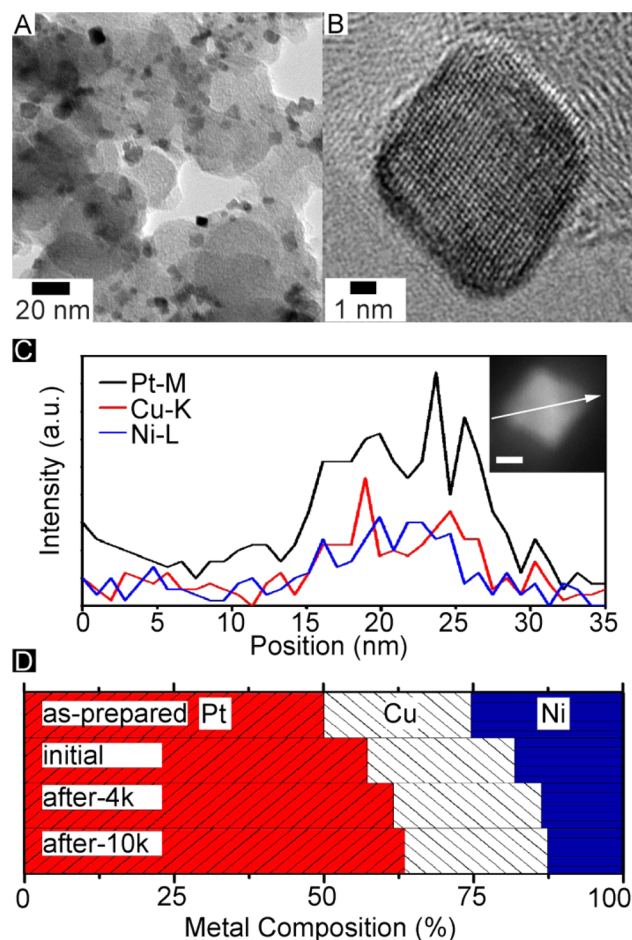 A
20 nm
B
1 nm
C
Pt-M
Cu-K
Ni-L
Intensity (a.u.)
0 5 10 15 20 25 30 35
Position (nm)
D
as-prepared Pt Cu Ni
initial
after-4k
after-10k
0 25 50 75 100
Metal Composition (%)